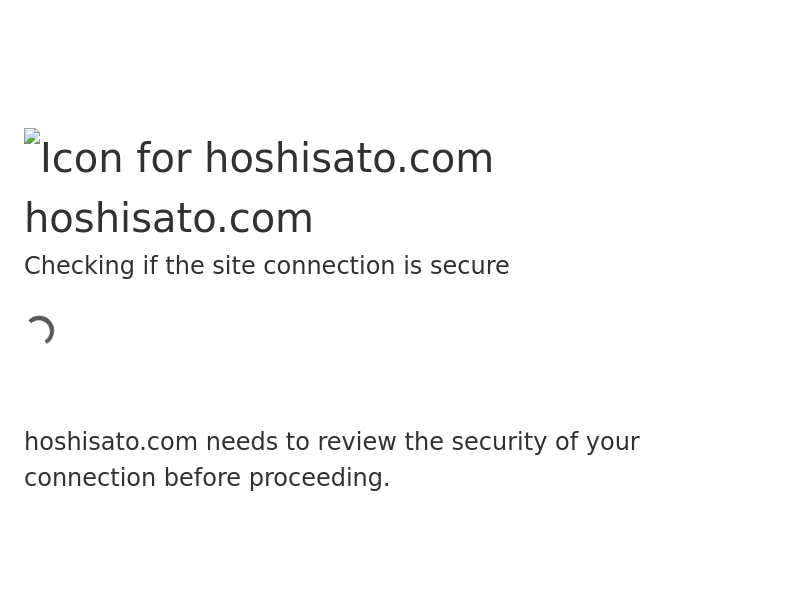 Icon for hoshisato.com
hoshisato.com
Checking if the site connection is secure
hoshisato.com needs to review the security of your
connection before proceeding.